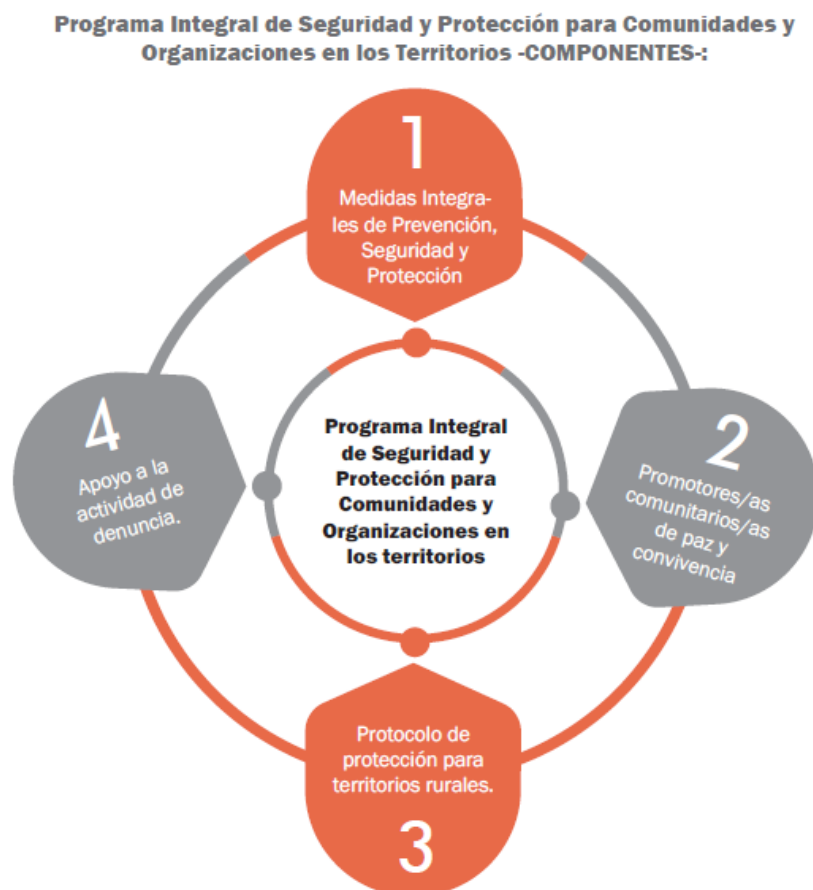 Programa Integral de Seguridad y Protección para Comunidades y
Organizaciones en los Territorios -COMPONENTES-:
1
Medidas Integra-
les de Prevención,
Seguridad y
Protección
2
Promotores/as
comunitarios/as
de paz y
convivencia
Programa Integral
de Seguridad y
Protección para
Comunidades y
Organizaciones en
los territorios
Protocolo de
protección para
territorios rurales.
3
4
Apoyo a la
actividad de
denuncia.